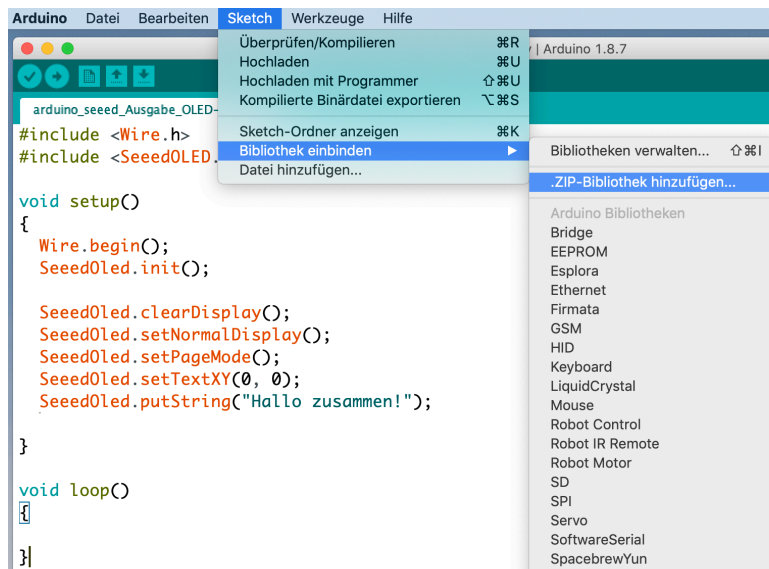 Arduino Datei Bearbeiten Sketch Werkzeuge Hilfe
| Arduino 1.8.7
Überprüfen/Kompilieren ⌘R
Hochladen ⌘U
Hochladen mit Programmer ⇧⌘U
Kompilierte Binärdatei exportieren ⌥⌘S
Sketch-Ordner anzeigen ⌘K
Bibliothek einbinden ▶
Datei hinzufügen...
Bibliotheken verwalten... ⇧⌘I
.ZIP-Bibliothek hinzufügen...
Arduino Bibliotheken
Bridge
EEPROM
Esplora
Ethernet
Firmata
GSM
HID
Keyboard
LiquidCrystal
Mouse
Robot Control
Robot IR Remote
Robot Motor
SD
SPI
Servo
SoftwareSerial
SpacebrewYun
arduino_seeed_Ausgabe_OLED-
#include <Wire.h>
#include <SeeedOLED.
void setup()
{
Wire.begin();
SeeedOled.init();
SeeedOled.clearDisplay();
SeeedOled.setNormalDisplay();
SeeedOled.setPageMode();
SeeedOled.setTextXY(0, 0);
SeeedOled.putString("Hallo zusammen!");
}
void loop()
{
}